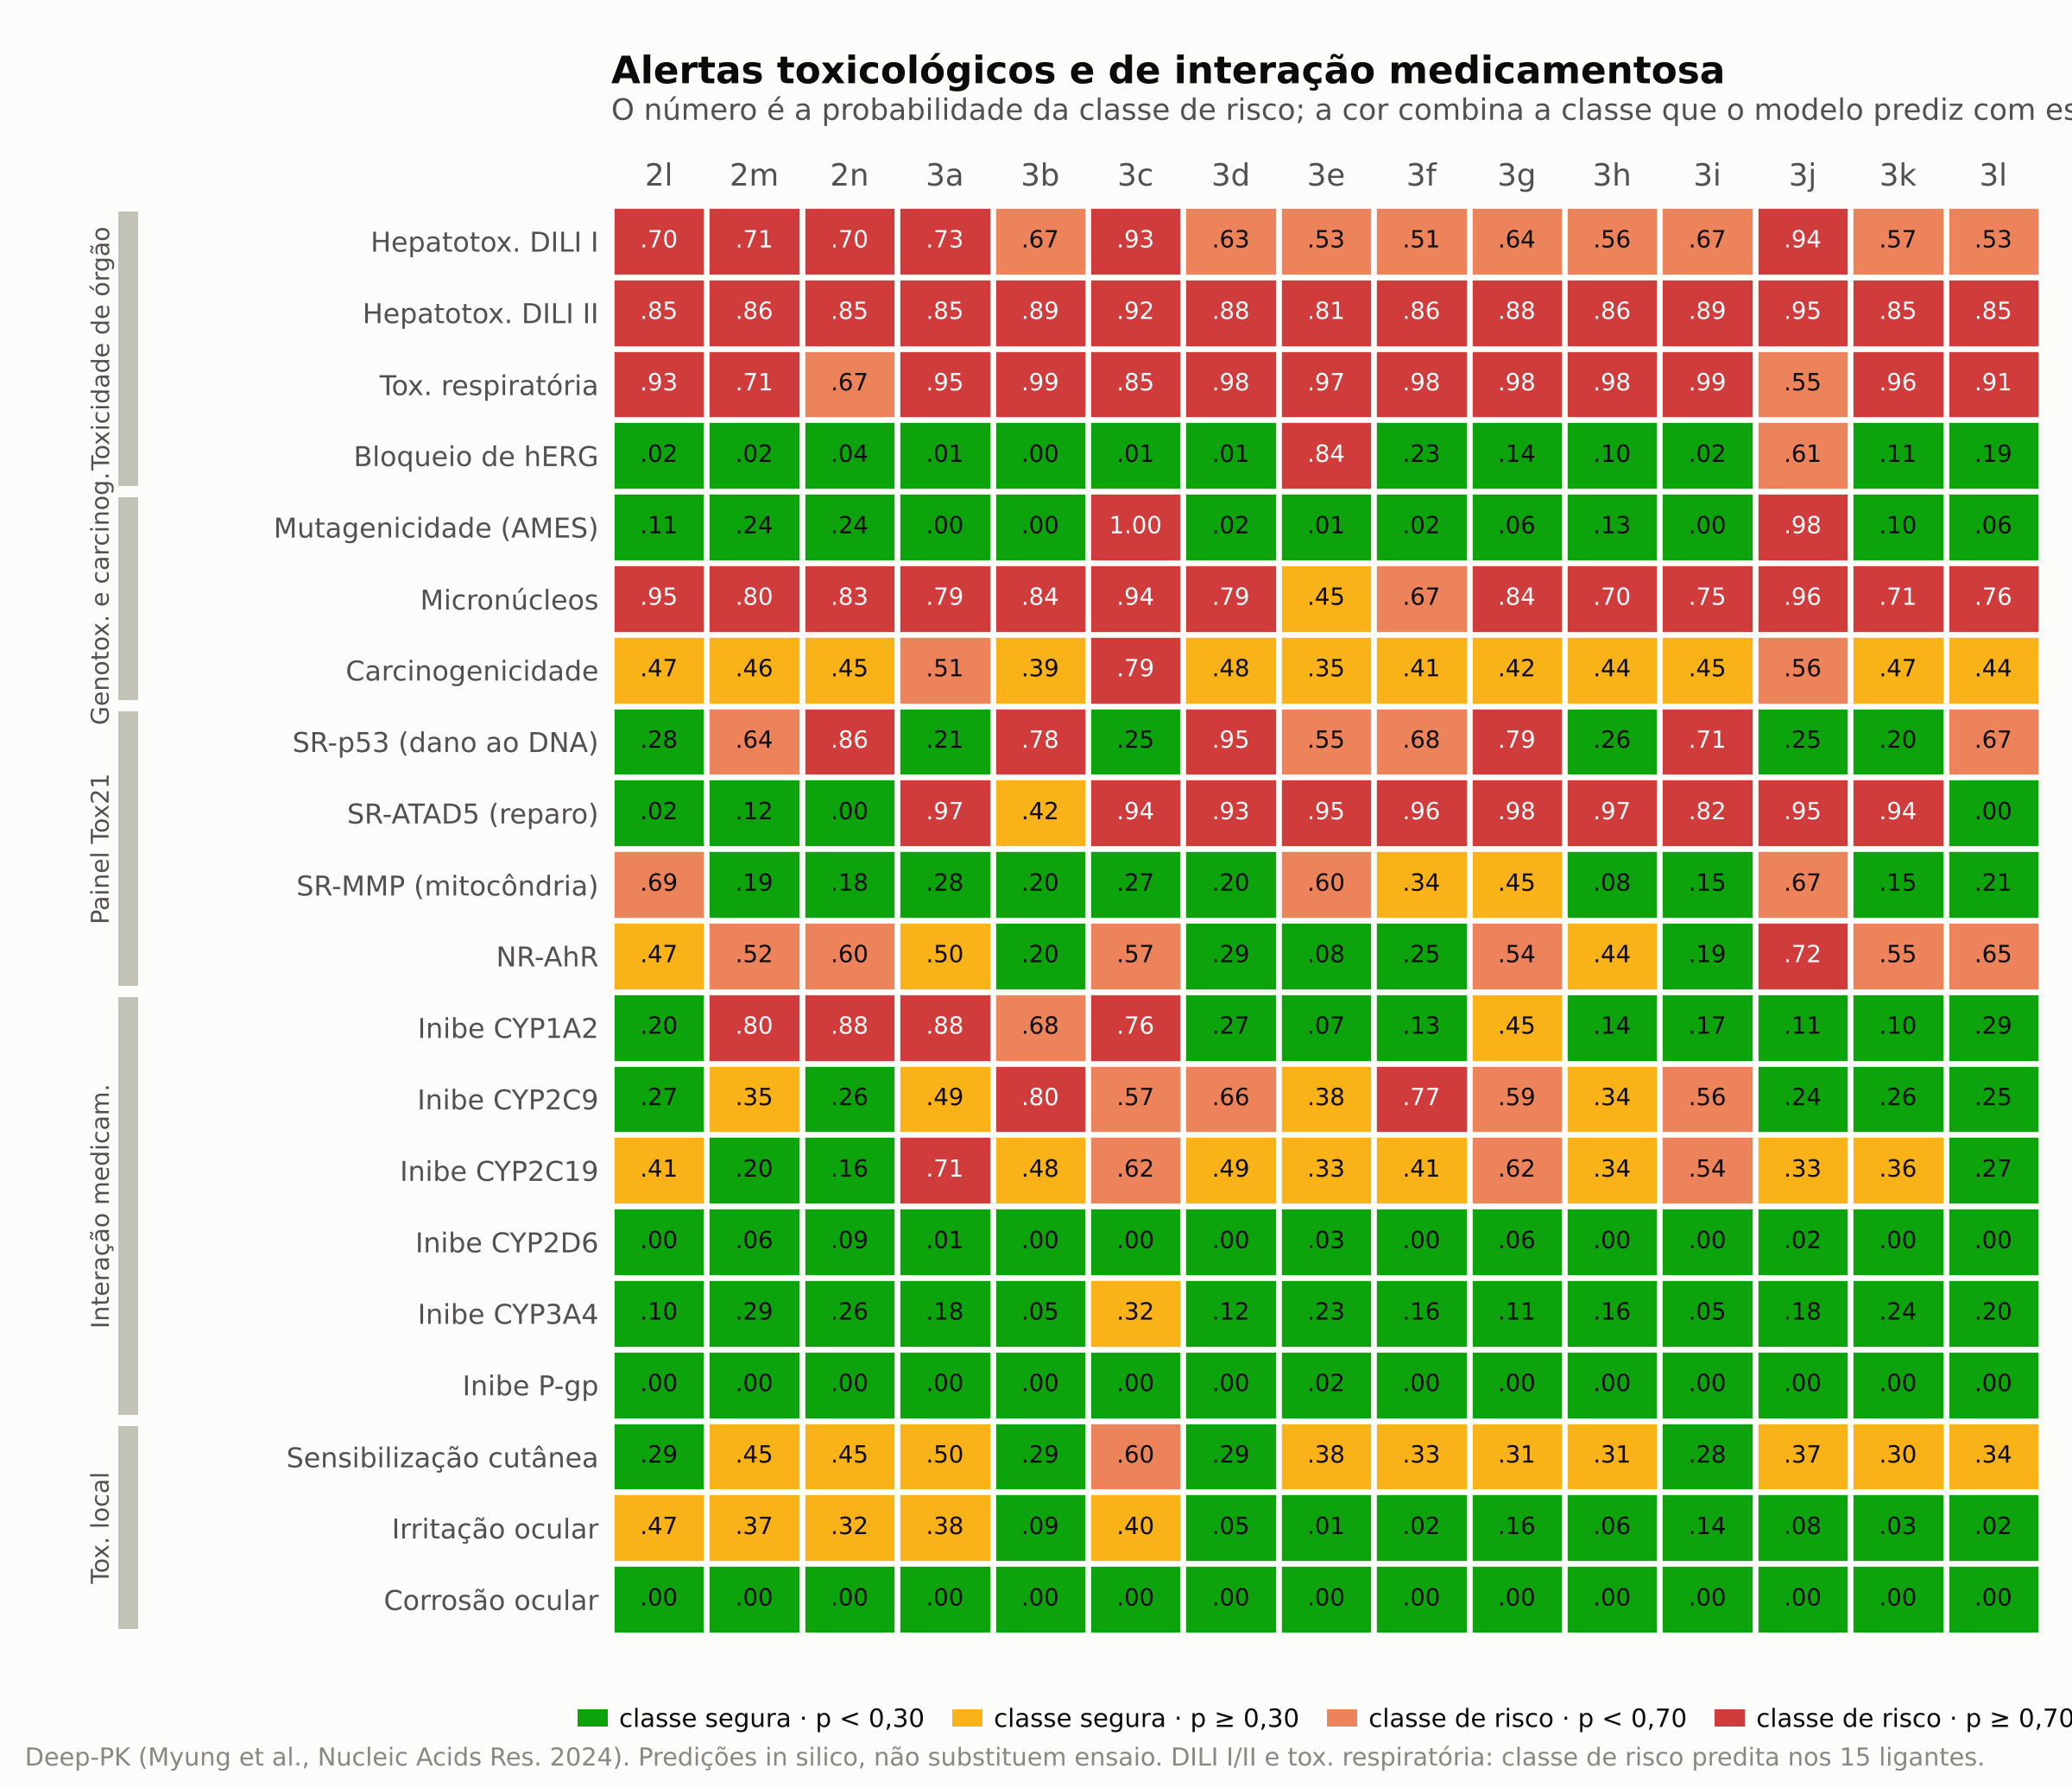 Alertas toxicológicos e de interação medicamentosa
O número é a probabilidade da classe de risco; a cor combina a classe que o modelo prediz com
2l 2m 2n 3a 3b 3c 3d 3e 3f 3g 3h 3i 3j 3k 3l
Toxicidade de órgão
Hepatotox. DILI I .70 .71 .70 .73 .67 .93 .63 .53 .51 .64 .56 .67 .94 .57 .53
Hepatotox. DILI II .85 .86 .85 .85 .89 .92 .88 .81 .86 .88 .86 .89 .95 .85 .85
Tox. respiratória .93 .71 .67 .95 .99 .85 .98 .97 .98 .98 .98 .99 .55 .96 .91
Bloqueio de hERG .02 .02 .04 .01 .00 .01 .01 .84 .23 .14 .10 .02 .61 .11 .19
Genotox. e carcinog.
Mutagenicidade (AMES) .11 .24 .24 .00 .00 1.00 .02 .01 .02 .06 .13 .00 .98 .10 .06
Micronúcleos .95 .80 .83 .79 .84 .94 .79 .45 .67 .84 .70 .75 .96 .71 .76
Carcinogenicidade .47 .46 .45 .51 .39 .79 .48 .35 .41 .42 .44 .45 .56 .47 .44
Painel Tox21
SR-p53 (dano ao DNA) .28 .64 .86 .21 .78 .25 .95 .55 .68 .79 .26 .71 .25 .20 .67
SR-ATAD5 (reparo) .02 .12 .00 .97 .42 .94 .93 .95 .96 .98 .97 .82 .95 .94 .00
SR-MMP (mitocôndria) .69 .19 .18 .28 .20 .27 .20 .60 .34 .45 .08 .15 .67 .15 .21
NR-AhR .47 .52 .60 .50 .20 .57 .29 .08 .25 .54 .44 .19 .72 .55 .65
Interação medicam.
Inibe CYP1A2 .20 .80 .88 .88 .68 .76 .27 .07 .13 .45 .14 .17 .11 .10 .29
Inibe CYP2C9 .27 .35 .26 .49 .80 .57 .66 .38 .77 .59 .34 .56 .24 .26 .25
Inibe CYP2C19 .41 .20 .16 .71 .48 .62 .49 .33 .41 .62 .34 .54 .33 .36 .27
Inibe CYP2D6 .00 .06 .09 .01 .00 .00 .00 .03 .00 .06 .00 .00 .02 .00 .00
Inibe CYP3A4 .10 .29 .26 .18 .05 .32 .12 .23 .16 .11 .16 .05 .18 .24 .20
Inibe P-gp .00 .00 .00 .00 .00 .00 .00 .02 .00 .00 .00 .00 .00 .00 .00
Tox. local
Sensibilização cutânea .29 .45 .45 .50 .29 .60 .29 .38 .33 .31 .31 .28 .37 .30 .34
Irritação ocular .47 .37 .32 .38 .09 .40 .05 .01 .02 .16 .06 .14 .08 .03 .02
Corrosão ocular .00 .00 .00 .00 .00 .00 .00 .00 .00 .00 .00 .00 .00 .00 .00
classe segura · p < 0,30 classe segura · p ≥ 0,30 classe de risco · p < 0,70 classe de risco · p ≥ 0,70
Deep-PK (Myung et al., Nucleic Acids Res. 2024). Predições in silico, não substituem ensaio. DILI I/II e tox. respiratória: classe de risco predita nos 15 ligantes.